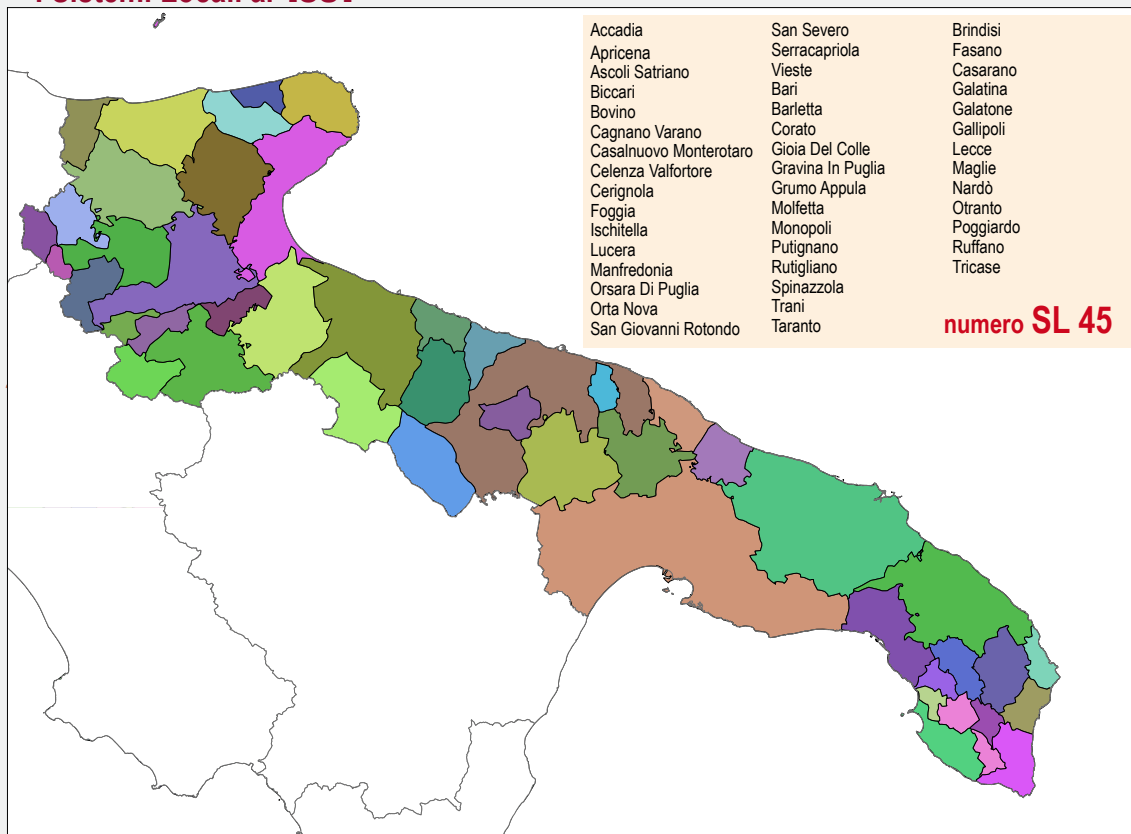 I Sistemi Locali al
Accadia
Apricena
Ascoli Satriano
Biccari
Bovino
Cagnano Varano
Casalnuovo Monterotaro
Celenza Valfortore
Cerignola
Foggia
Ischitella
Lucera
Manfredonia
Orsara Di Puglia
Orta Nova
San Giovanni Rotondo
San Severo
Serracapriola
Vieste
Bari
Barletta
Corato
Gioia Del Colle
Gravina In Puglia
Grumo Appula
Molfetta
Monopoli
Putignano
Rutigliano
Spinazzola
Trani
Taranto
Brindisi
Fasano
Casarano
Galatina
Galatone
Gallipoli
Lecce
Maglie
Nardò
Otranto
Poggiardo
Ruffano
Tricase
numero SL 45